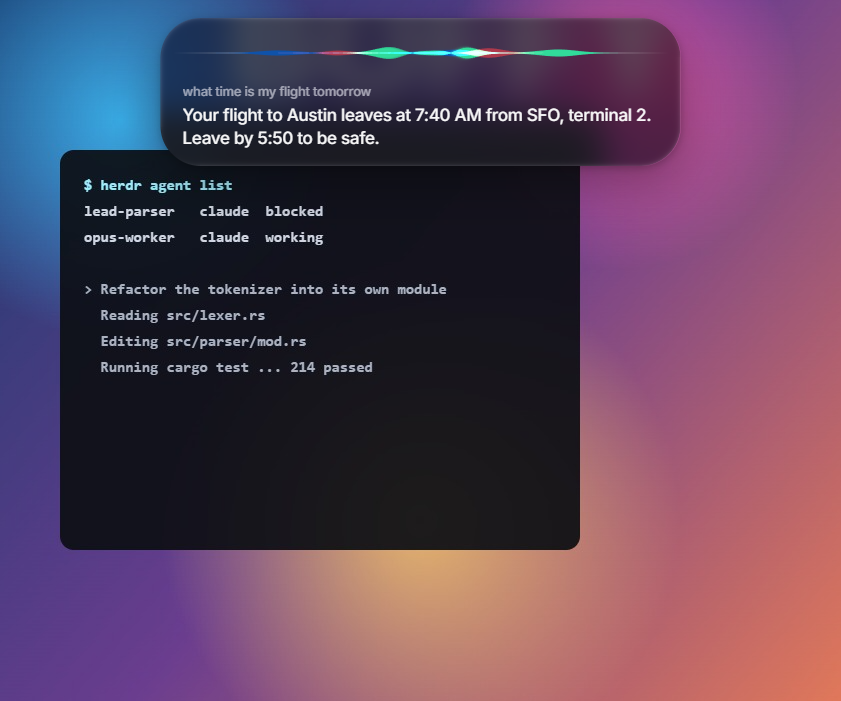 what time is my flight tomorrow
Your flight to Austin leaves at 7:40 AM from SFO, terminal 2.
Leave by 5:50 to be safe.
$ herdr agent list
lead-parser   claude  blocked
opus-worker   claude  working
> Refactor the tokenizer into its own module
  Reading src/lexer.rs
  Editing src/parser/mod.rs
  Running cargo test ... 214 passed